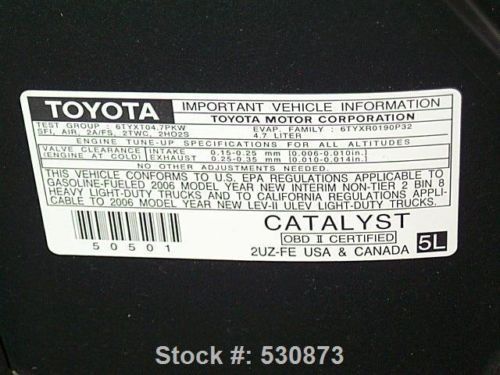 TOYOTA
IMPORTANT VEHICLE INFORMATION
TOYOTA MOTOR CORPORATION
TEST GROUP : 6TYXT04.7PKW EVAP. FAMILY : 6TYXR0190P32
SFI, AIR, 2A/FS, 2TWC, 2HO2S 4.7 LITER
ENGINE TUNE-UP SPECIFICATIONS FOR ALL ALTITUDES
VALVE CLEARANCE INTAKE 0.15-0.25 mm [0.006-0.010in.]
(ENGINE AT COLD) EXHAUST 0.25-0.35 mm [0.010-0.014in.]
NO OTHER ADJUSTMENTS NEEDED.
THIS VEHICLE CONFORMS TO U.S. EPA REGULATIONS APPLICABLE TO
GASOLINE-FUELED 2006 MODEL YEAR NEW INTERIM NON-TIER 2 BIN 8
HEAVY LIGHT-DUTY TRUCKS AND TO CALIFORNIA REGULATIONS APPLI-
CABLE TO 2006 MODEL YEAR NEW LEV-II ULEV LIGHT-DUTY TRUCKS.
50501
CATALYST
OBD II CERTIFIED
2UZ-FE USA & CANADA 5L
Stock #: 530873